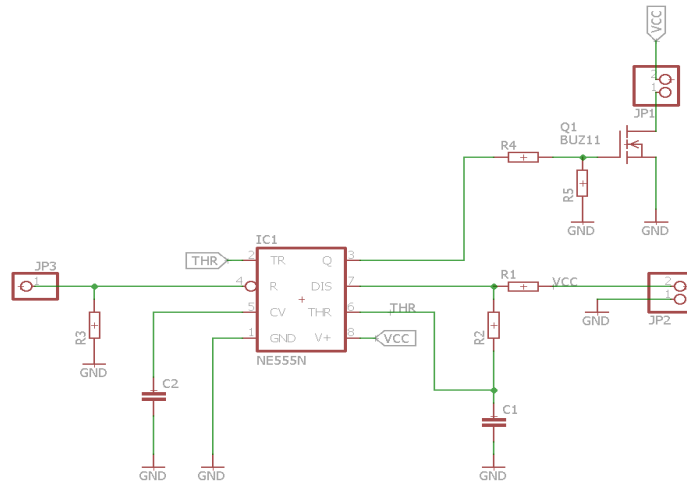 VCC
2
1
JP1
Q1
BUZ11
R4
R5
GND
GND
IC1
THR
2
TR
Q
3
JP3
1
4
R
DIS
7
R1
VCC
2
1
JP2
5
CV
THR
6
THR
GND
R3
1
GND
V+
8
VCC
R2
NE555N
GND
C2
C1
GND
GND
GND